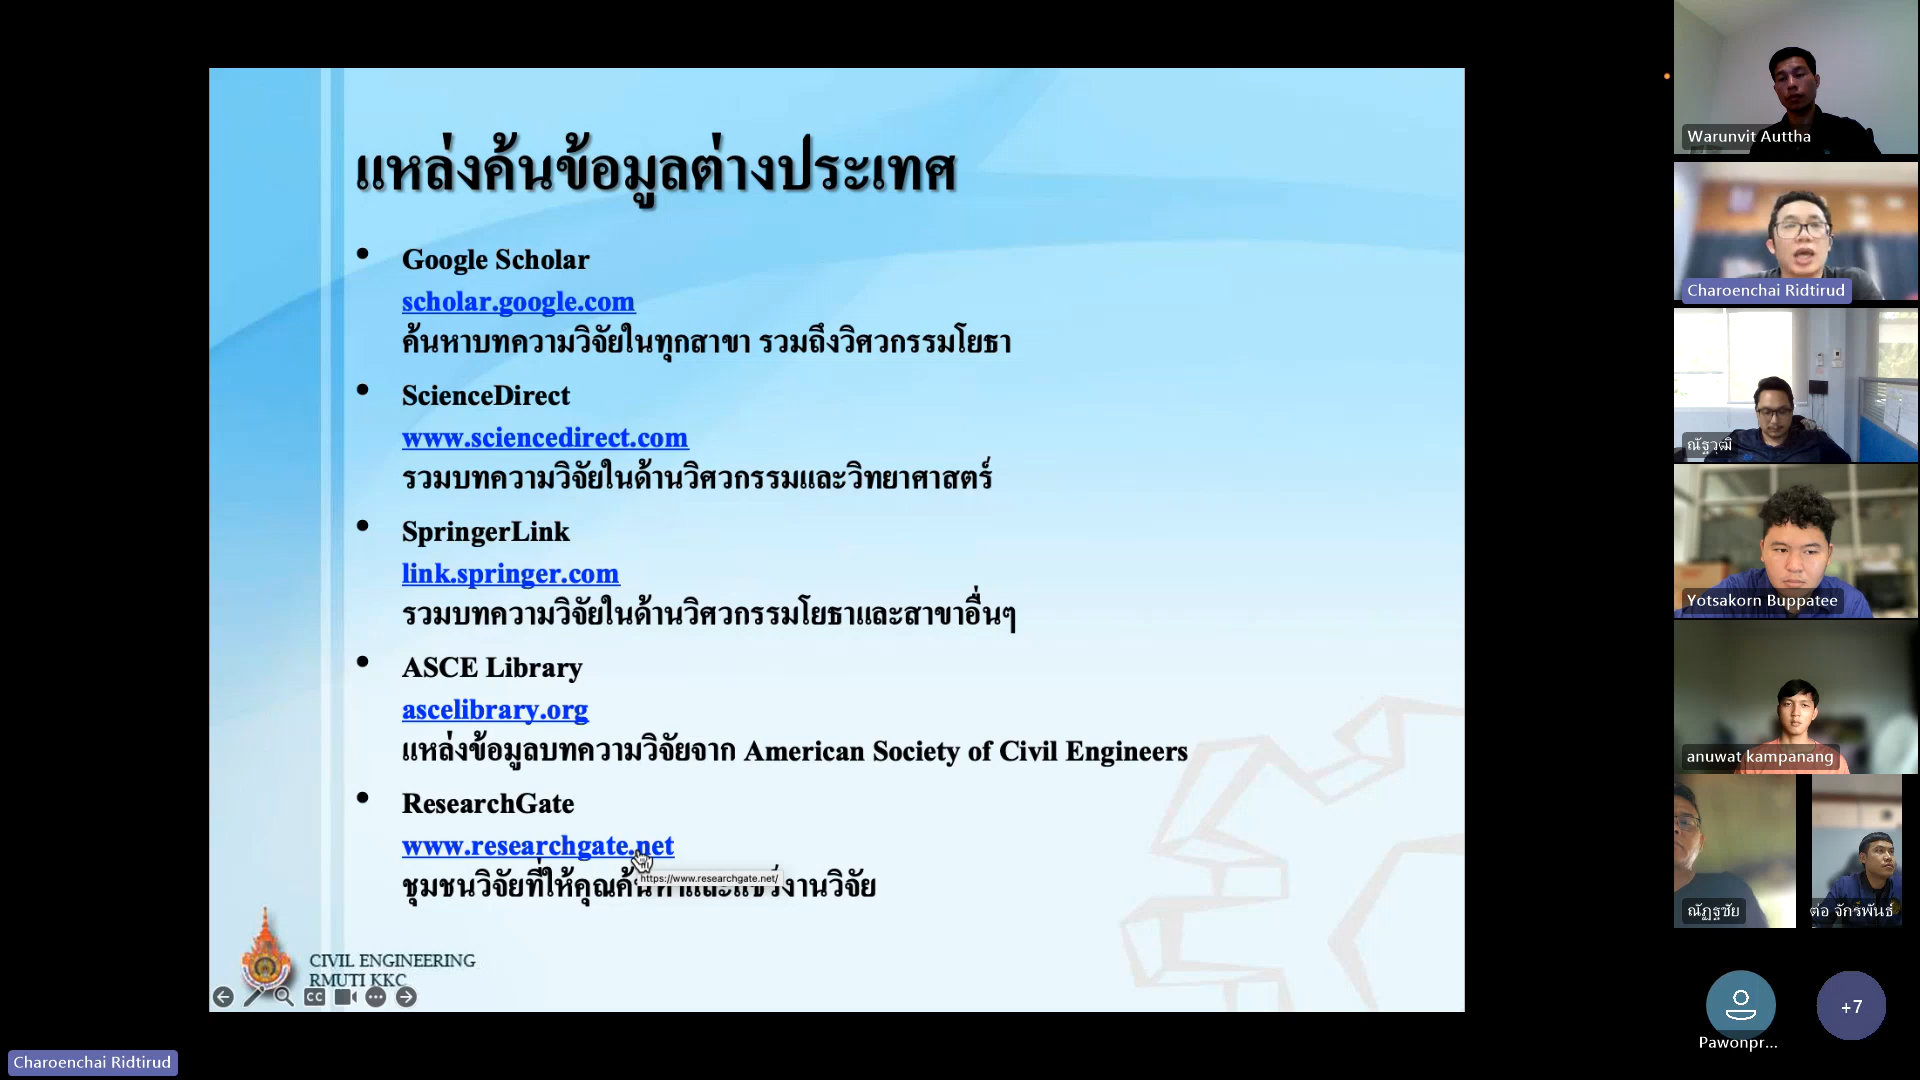 แหล่งค้นข้อมูลต่างประเทศ
• Google Scholar
scholar.google.com
ค้นหาบทความวิจัยในทุกสาขา รวมถึงวิศวกรรมโยธา
• ScienceDirect
www.sciencedirect.com
รวมบทความวิจัยในด้านวิศวกรรมและวิทยาศาสตร์
• SpringerLink
link.springer.com
รวมบทความวิจัยในด้านวิศวกรรมโยธาและสาขาอื่นๆ
• ASCE Library
ascelibrary.org
แหล่งข้อมูลบทความวิจัยจาก American Society of Civil Engineers
• ResearchGate
www.researchgate.net
https://www.researchgate.net/
ชุมชนวิจัยที่ให้คุณ
งานวิจัย
CIVIL ENGINEERING
RMUTI KKC
CC
Charoenchai Ridtirud
Warunvit Auttha
Charoenchai Ridtirud
ณัฐวุฒิ
Yotsakorn Buppatee
anuwat kampanang
ณัฏฐชัย
ต่อ จักรพันธ์
Pawonpr...
+7